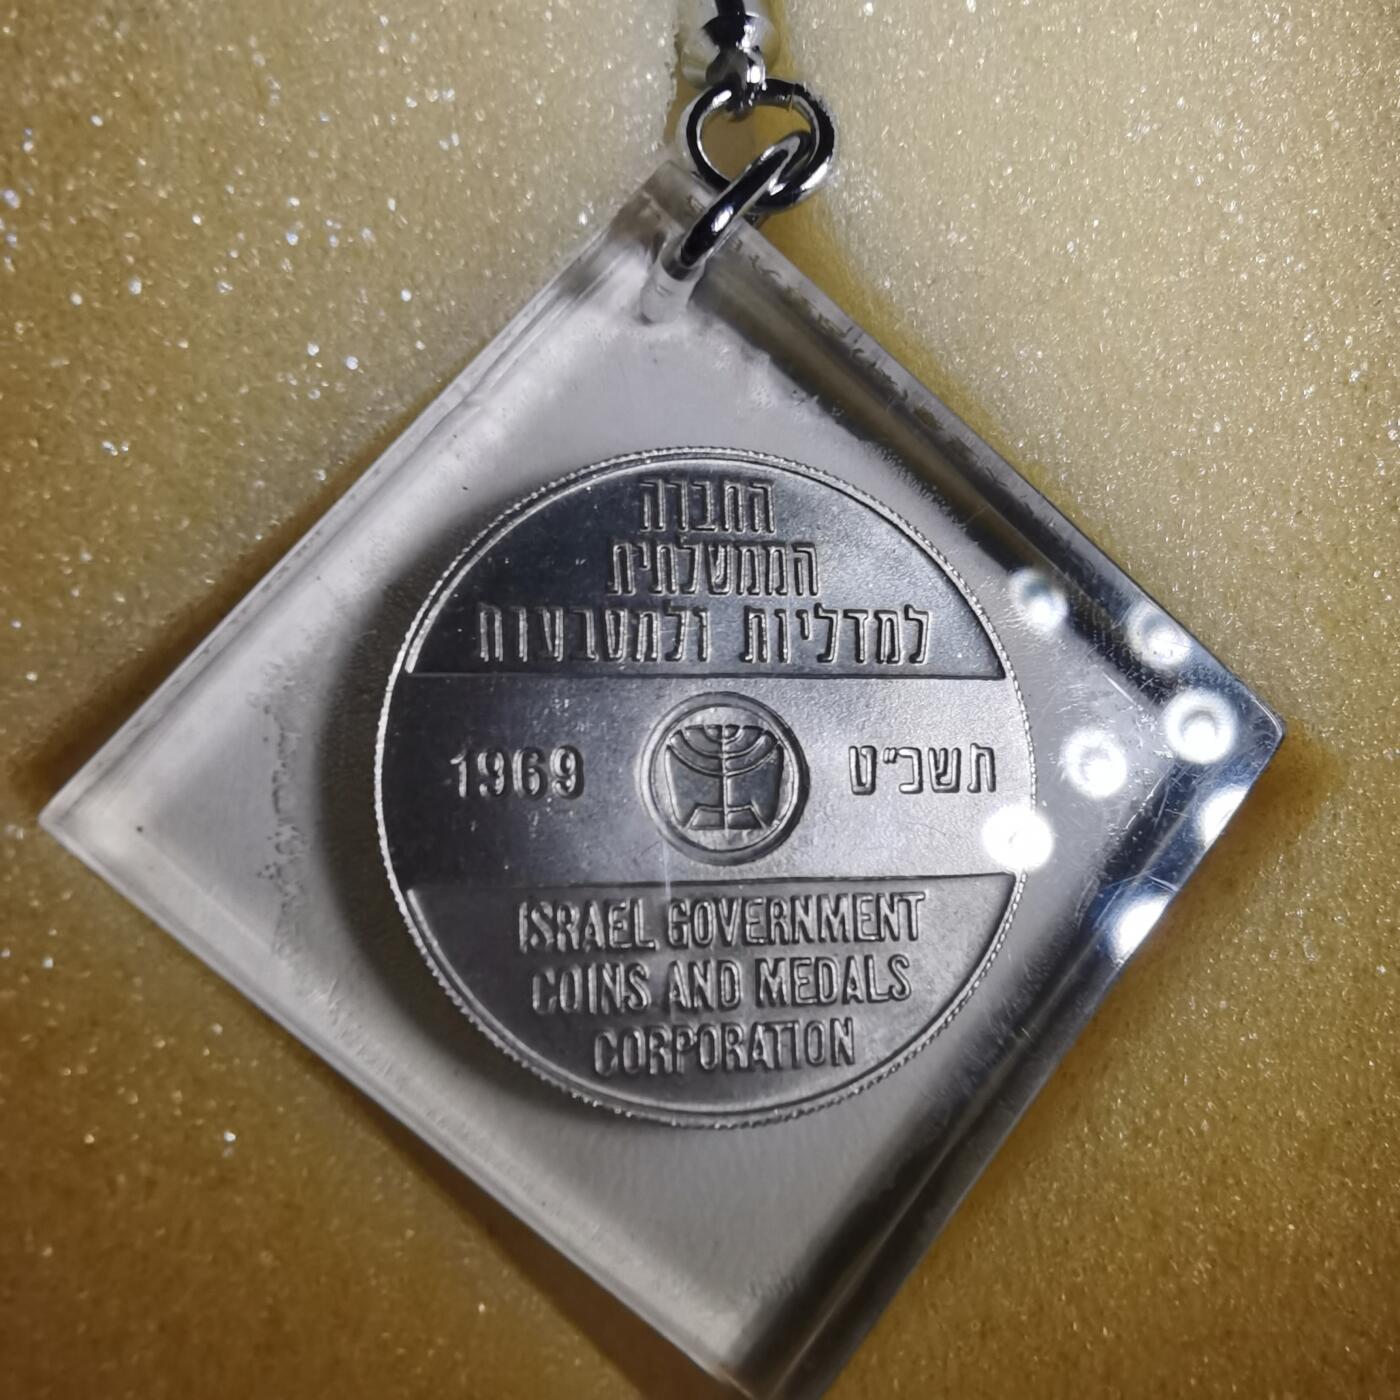 החברה
הממשלתית
למדליות ולמטבעות
1969 תשכ"ט
ISRAEL GOVERNMENT
COINS AND MEDALS
CORPORATION